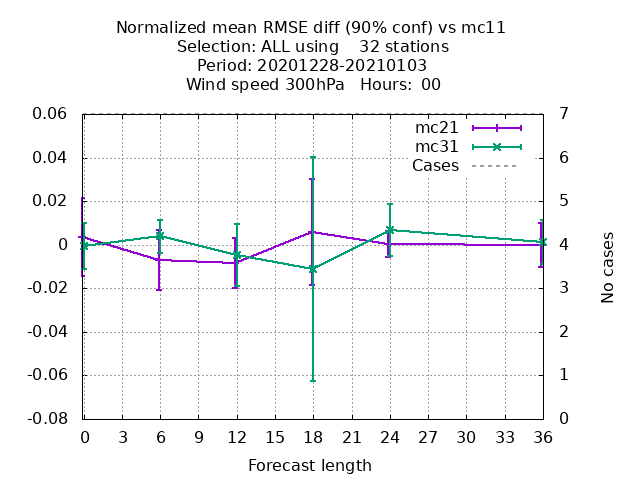 Normalized mean RMSE diff (90% conf) vs mc11
Selection: ALL using    32 stations
Period: 20201228-20210103
Wind speed 300hPa   Hours:  00
mc21
mc31
Cases
0.06
0.04
0.02
0
-0.02
-0.04
-0.06
-0.08
7
6
5
4
3
2
1
0
No cases
0 3 6 9 12 15 18 21 24 27 30 33 36
Forecast length